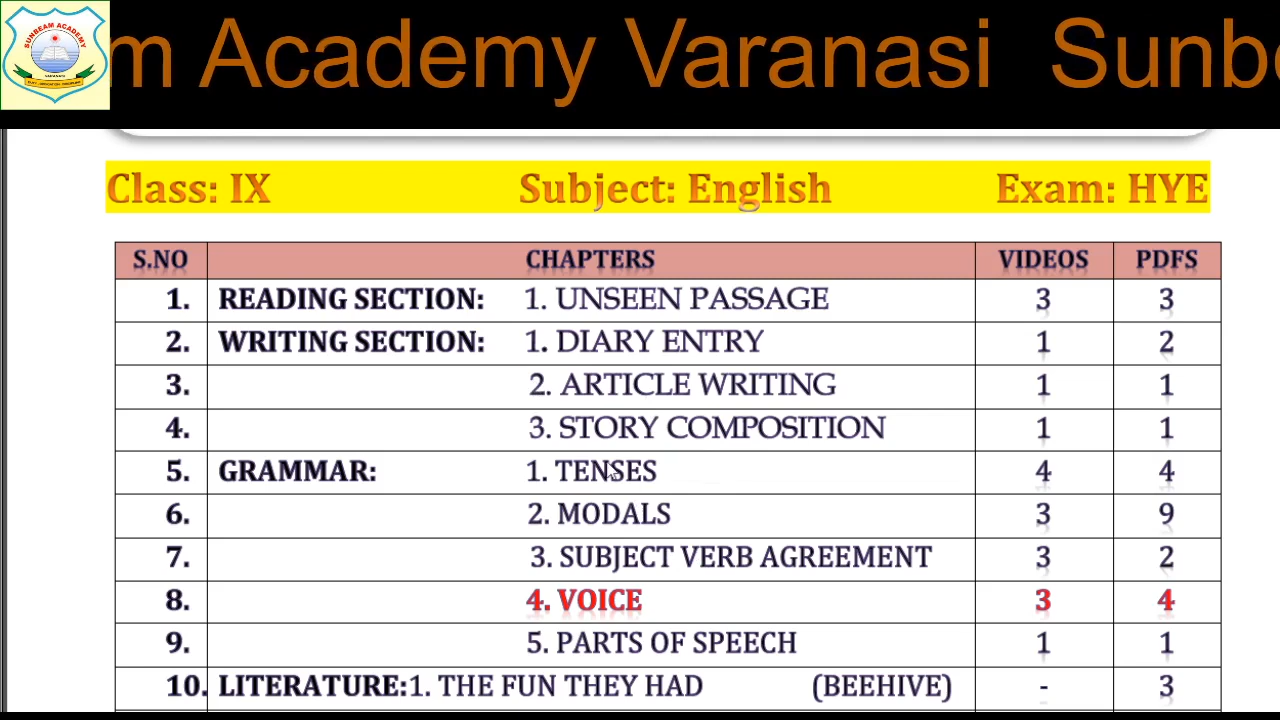 SUNBEAM ACADEMY
VARANASI
m Academy Varanasi Sunb
Class: IX Subject: English Exam: HYE
S.NO CHAPTERS VIDEOS PDFS
1. READING SECTION: 1. UNSEEN PASSAGE 3 3
2. WRITING SECTION: 1. DIARY ENTRY 1 2
3. 2. ARTICLE WRITING 1 1
4. 3. STORY COMPOSITION 1 1
5. GRAMMAR: 1. TENSES 4 4
6. 2. MODALS 3 9
7. 3. SUBJECT VERB AGREEMENT 3 2
8. 4. VOICE 3 4
9. 5. PARTS OF SPEECH 1 1
10. LITERATURE:1. THE FUN THEY HAD (BEEHIVE) - 3